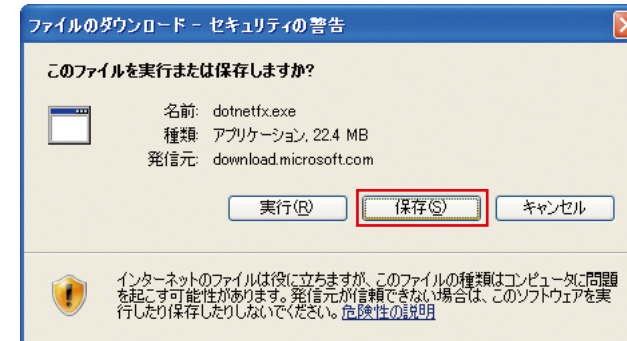 ファイルのダウンロード - セキュリティの警告
このファイルを実行または保存しますか?
名前: dotnetfx.exe
種類: アプリケーション, 22.4 MB
発信元: download.microsoft.com
実行(R) 保存(S) キャンセル
インターネットのファイルは役に立ちますが、このファイルの種類はコンピュータに問題
を起こす可能性があります。発信元が信頼できない場合は、このソフトウェアを実
行したり保存したりしないでください。危険性の説明